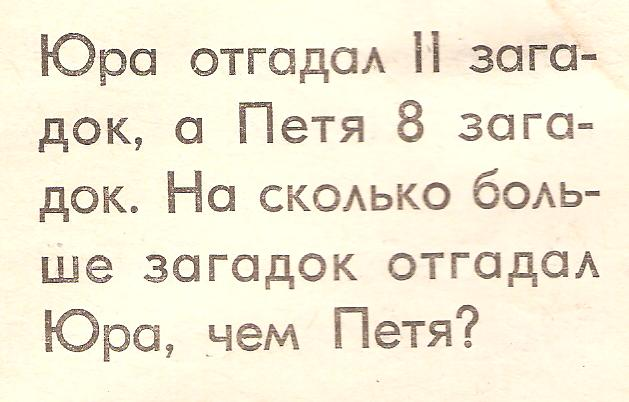 Юра отгадал 11 зага-
док, а Петя 8 зага-
док. На сколько боль-
ше загадок отгадал
Юра, чем Петя?